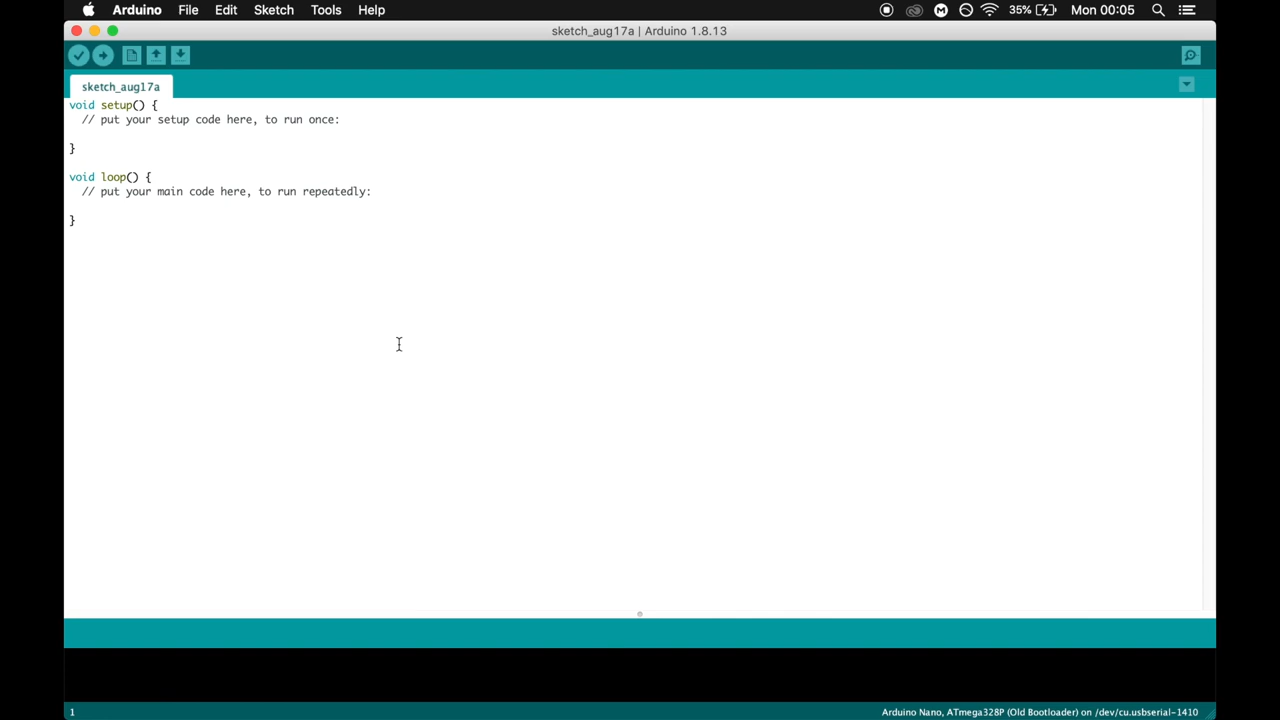 Arduino File Edit Sketch Tools Help 35% Mon 00:05
sketch_aug17a | Arduino 1.8.13
sketch_aug17a
void setup() {
  // put your setup code here, to run once:
}
void loop() {
  // put your main code here, to run repeatedly:
}
1 Arduino Nano, ATmega328P (Old Bootloader) on /dev/cu.usbserial-1410